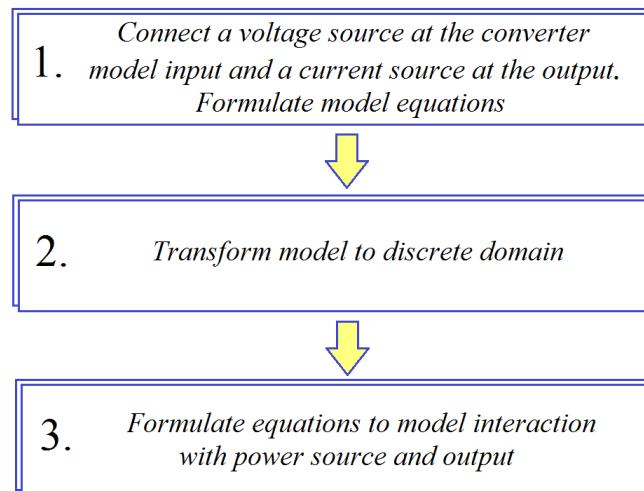 1. Connect a voltage source at the converter
model input and a current source at the output.
Formulate model equations
2. Transform model to discrete domain
3. Formulate equations to model interaction
with power source and output